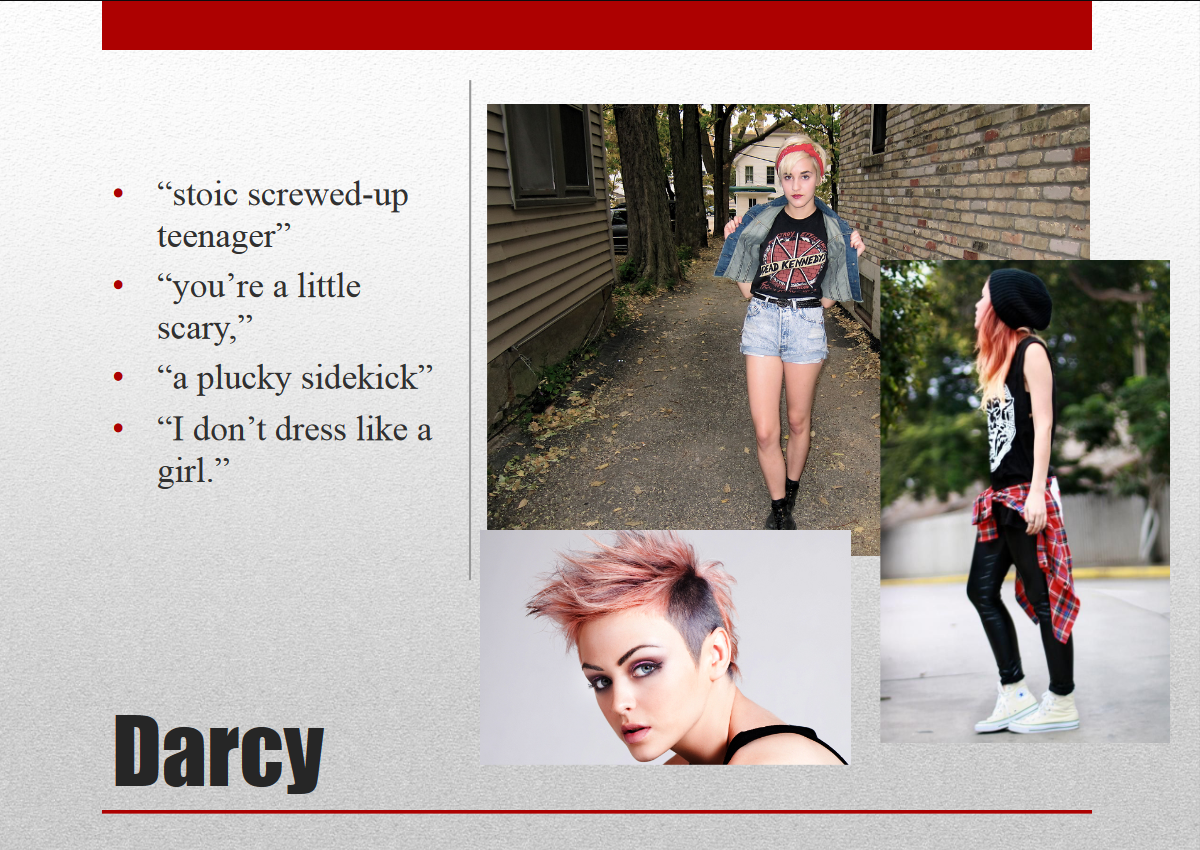 “stoic screwed-up
teenager”
“you’re a little
scary,”
“a plucky sidekick”
“I don’t dress like a
girl.”
DEAD KENNEDYS
Darcy